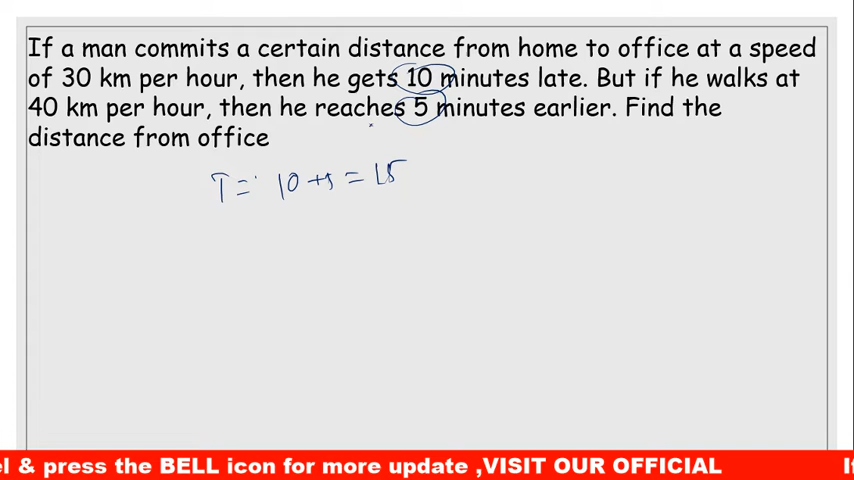 If a man commits a certain distance from home to office at a speed
of 30 km per hour, then he gets 10 minutes late. But if he walks at
40 km per hour, then he reaches 5 minutes earlier. Find the
distance from office
T = 10 + 5 = 15
el & press the BELL icon for more update ,VISIT OUR OFFICIAL If